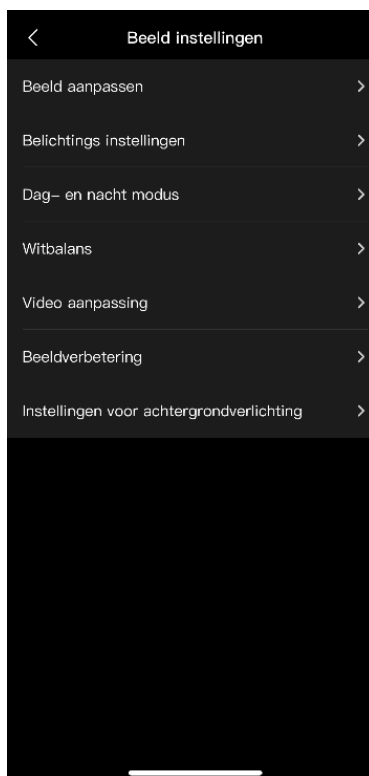 Beeld instellingen
Beeld aanpassen
Belichtings instellingen
Dag- en nacht modus
Witbalans
Video aanpassing
Beeldverbetering
Instellingen voor achtergrondverlichting